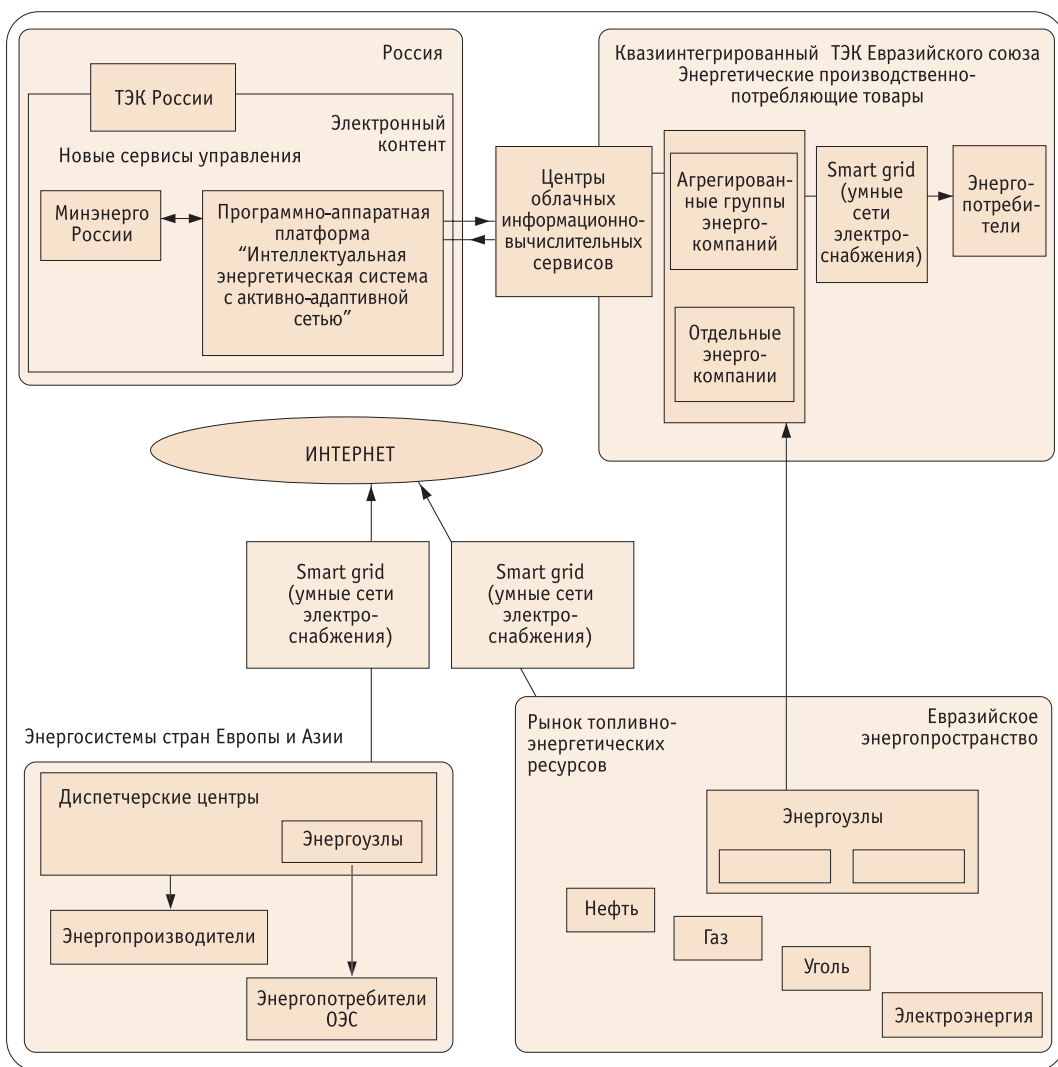 Россия
ТЭК России
Электронный
контент
Новые сервисы управления
Минэнерго
России
Программно-аппаратная
платформа
“Интеллектуальная
энергетическая система
с активно-адаптивной
сетью”
Центры
облачных
информационно-
вычислительных
сервисов
Квазиинтегрированный ТЭК Евразийского союза
Энергетические производственно-
потребляющие товары
Агрегирован-
ные группы
энерго-
компаний
Отдельные
энерго-
компании
Smart grid
(умные
сети
электро-
снабжения)
Энерго-
потреби-
тели
ИНТЕРНЕТ
Smart grid
(умные сети
электро-
снабжения)
Smart grid
(умные сети
электро-
снабжения)
Энергосистемы стран Европы и Азии
Диспетчерские центры
Энергоузлы
Энергопроизводители
Энергопотребители
ОЭС
Рынок топливно-
энергетических
ресурсов
Евразийское
энергопространство
Энергоузлы
Нефть
Газ
Уголь
Электроэнергия